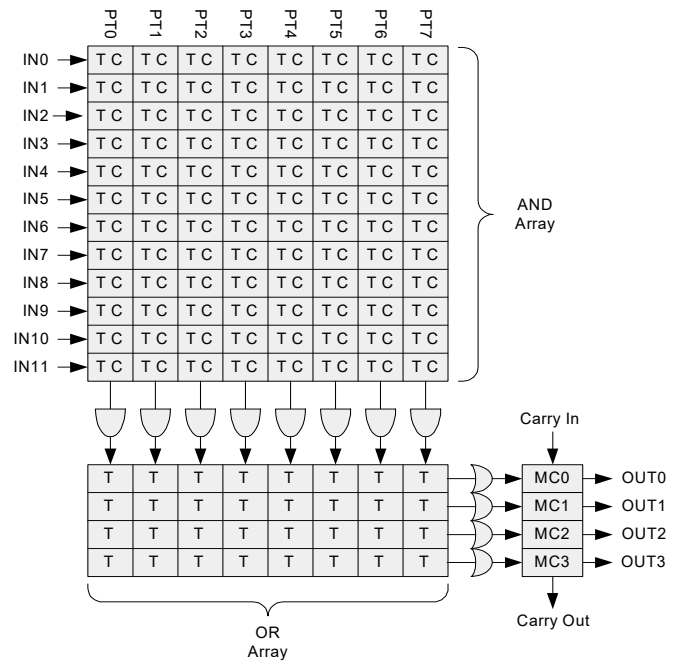 PT0 PT1 PT2 PT3 PT4 PT5 PT6 PT7
IN0 T C T C T C T C T C T C T C T C
IN1 T C T C T C T C T C T C T C T C
IN2 T C T C T C T C T C T C T C T C
IN3 T C T C T C T C T C T C T C T C
IN4 T C T C T C T C T C T C T C T C
IN5 T C T C T C T C T C T C T C T C
IN6 T C T C T C T C T C T C T C T C
IN7 T C T C T C T C T C T C T C T C
IN8 T C T C T C T C T C T C T C T C
IN9 T C T C T C T C T C T C T C T C
IN10 T C T C T C T C T C T C T C T C
IN11 T C T C T C T C T C T C T C T C
AND
Array
Carry In
T T T T T T T T MC0 OUT0
T T T T T T T T MC1 OUT1
T T T T T T T T MC2 OUT2
T T T T T T T T MC3 OUT3
Carry Out
OR
Array